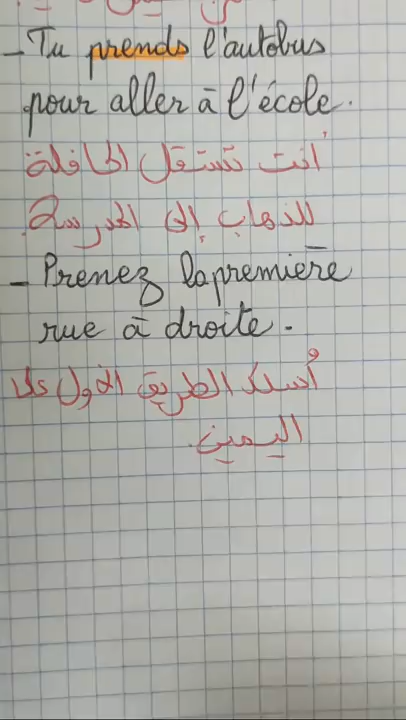 - Tu prends l'autobus
pour aller à l'école.
أنت تستقل الحافلة
للذهاب إلى المدرسة.
- Prenez la première
rue à droite.
أسلك الطريق الأول على
اليمين.